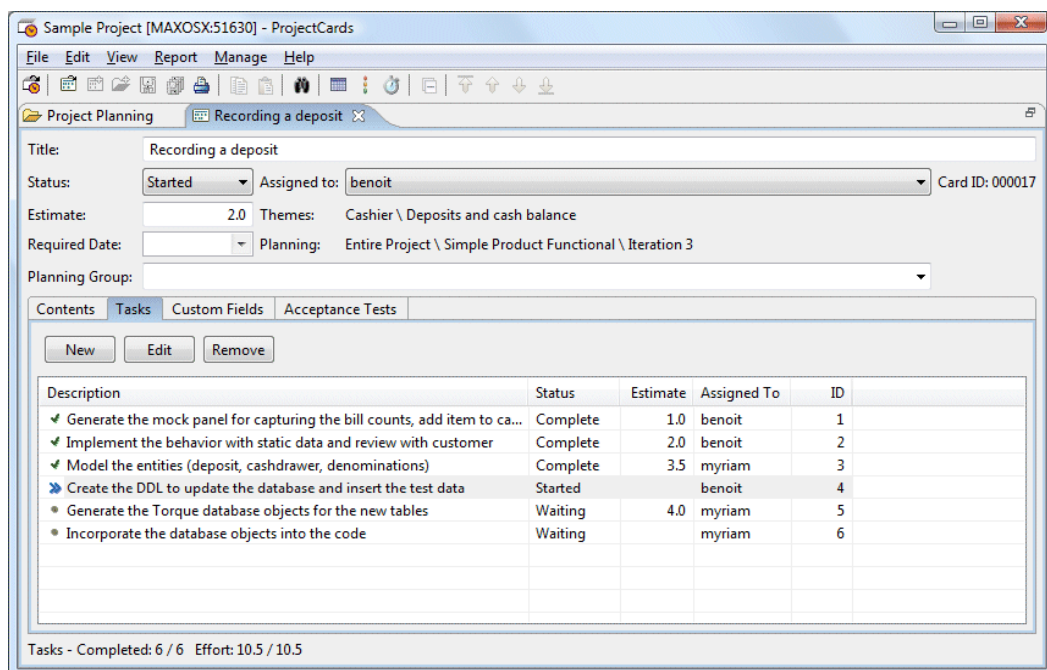 Sample Project [MAXOSX:51630] - ProjectCards
File Edit View Report Manage Help
Project Planning Recording a deposit
Title: Recording a deposit
Status: Started Assigned to: benoit Card ID: 000017
Estimate: 2.0 Themes: Cashier \ Deposits and cash balance
Required Date: Planning: Entire Project \ Simple Product Functional \ Iteration 3
Planning Group:
Contents Tasks Custom Fields Acceptance Tests
New Edit Remove
Description Status Estimate Assigned To ID
Generate the mock panel for capturing the bill counts, add item to ca... Complete 1.0 benoit 1
Implement the behavior with static data and review with customer Complete 2.0 benoit 2
Model the entities (deposit, cashdrawer, denominations) Complete 3.5 myriam 3
Create the DDL to update the database and insert the test data Started benoit 4
Generate the Torque database objects for the new tables Waiting 4.0 myriam 5
Incorporate the database objects into the code Waiting myriam 6
Tasks - Completed: 6 / 6 Effort: 10.5 / 10.5